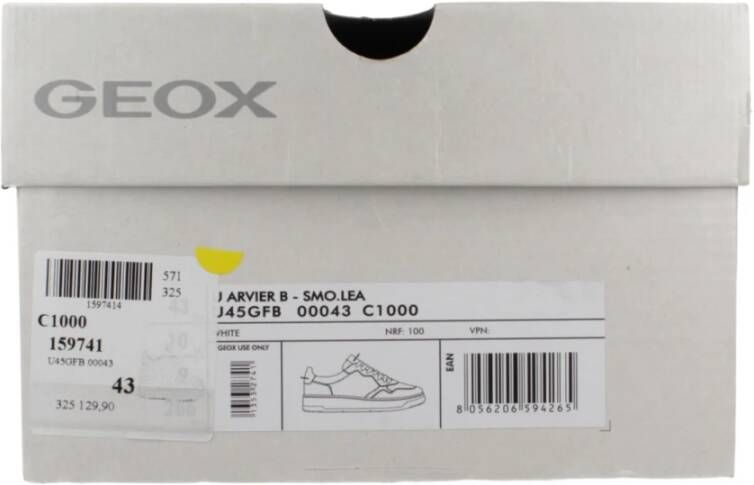 GEOX
571
325
1597414
C1000
159741
U45GFB 00043
43
325 129,90
U ARVIER B - SMO.LEA
U45GFB 00043 C1000
WHITE NRF: 100 VPN:
GEOX USE ONLY
EAN
8 056206 594265